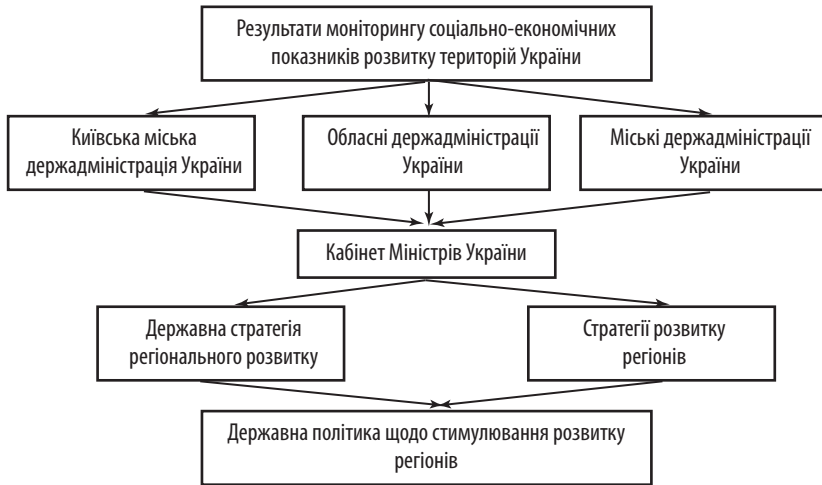 Результати моніторингу соціально-економічних
показників розвитку територій України
Київська міська
держадміністрація України
Обласні держадміністрації
України
Міські держадміністрації
України
Кабінет Міністрів України
Державна стратегія
регіонального розвитку
Стратегії розвитку
регіонів
Державна політика щодо стимулювання розвитку
регіонів